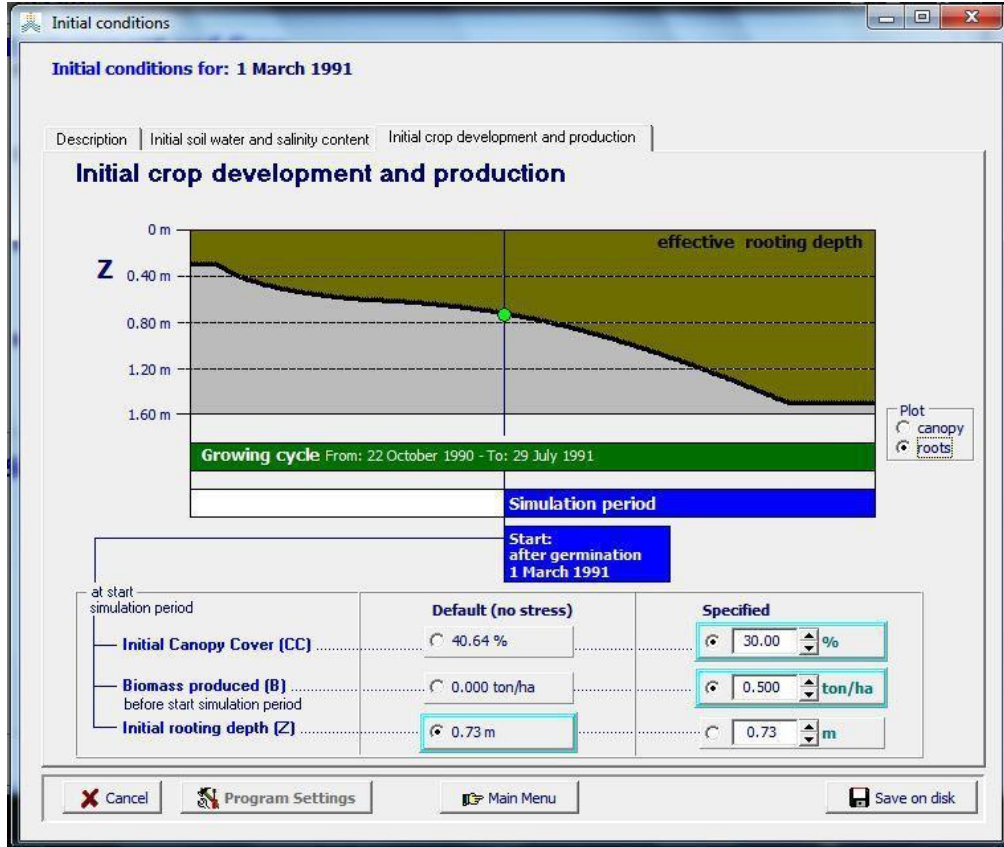 Initial conditions
Initial conditions for: 1 March 1991
Description Initial soil water and salinity content Initial crop development and production
Initial crop development and production
0 m
effective rooting depth
Z 0.40 m
0.80 m
1.20 m
1.60 m
Plot
canopy
roots
Growing cycle From: 22 October 1990 - To: 29 July 1991
Simulation period
Start:
after germination
1 March 1991
at start
simulation period
Default (no stress) Specified
Initial Canopy Cover (CC) 40.64 % 30.00 %
Biomass produced (B) 0.000 ton/ha 0.500 ton/ha
before start simulation period
Initial rooting depth (Z) 0.73 m 0.73 m
Cancel Program Settings Main Menu Save on disk